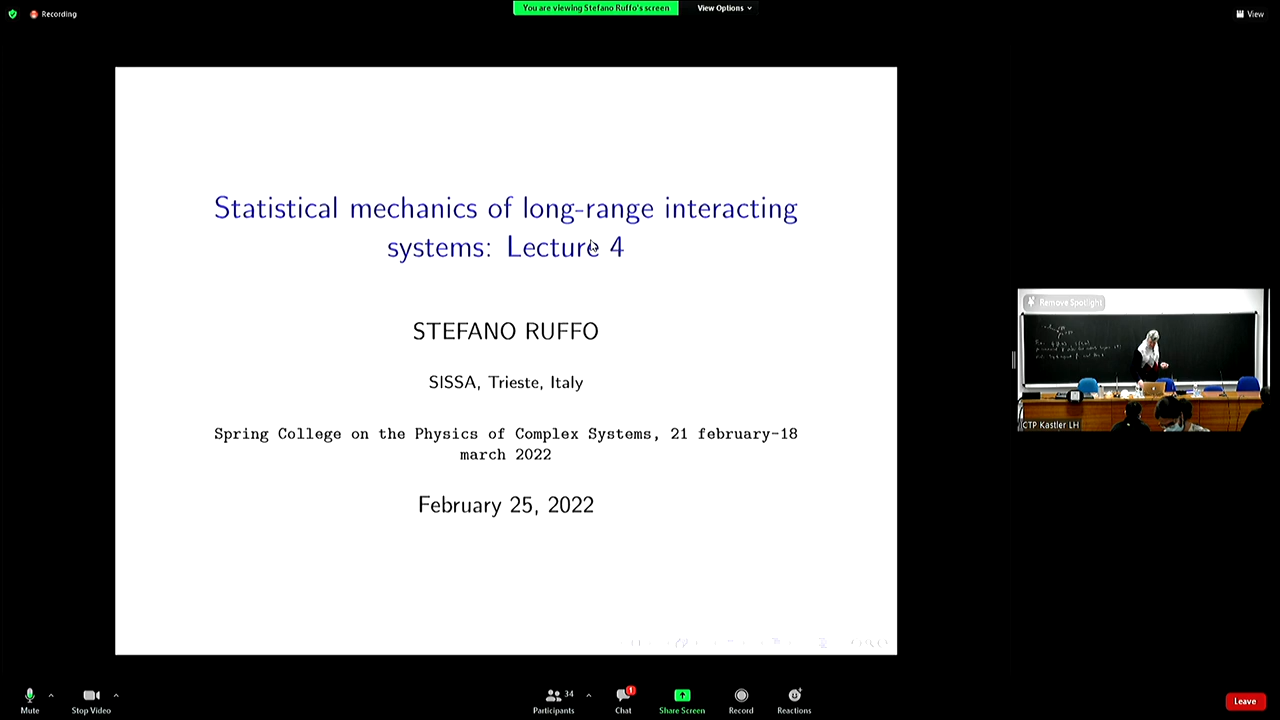 Recording
You are viewing Stefano Ruffo's screen
View Options
View
Statistical mechanics of long-range interacting
systems: Lecture 4
STEFANO RUFFO
SISSA, Trieste, Italy
Spring College on the Physics of Complex Systems, 21 february-18
march 2022
February 25, 2022
Remove Spotlight
CTP Kastler LH
Mute
Stop Video
34
Participants
1
Chat
Share Screen
Record
Reactions
Leave